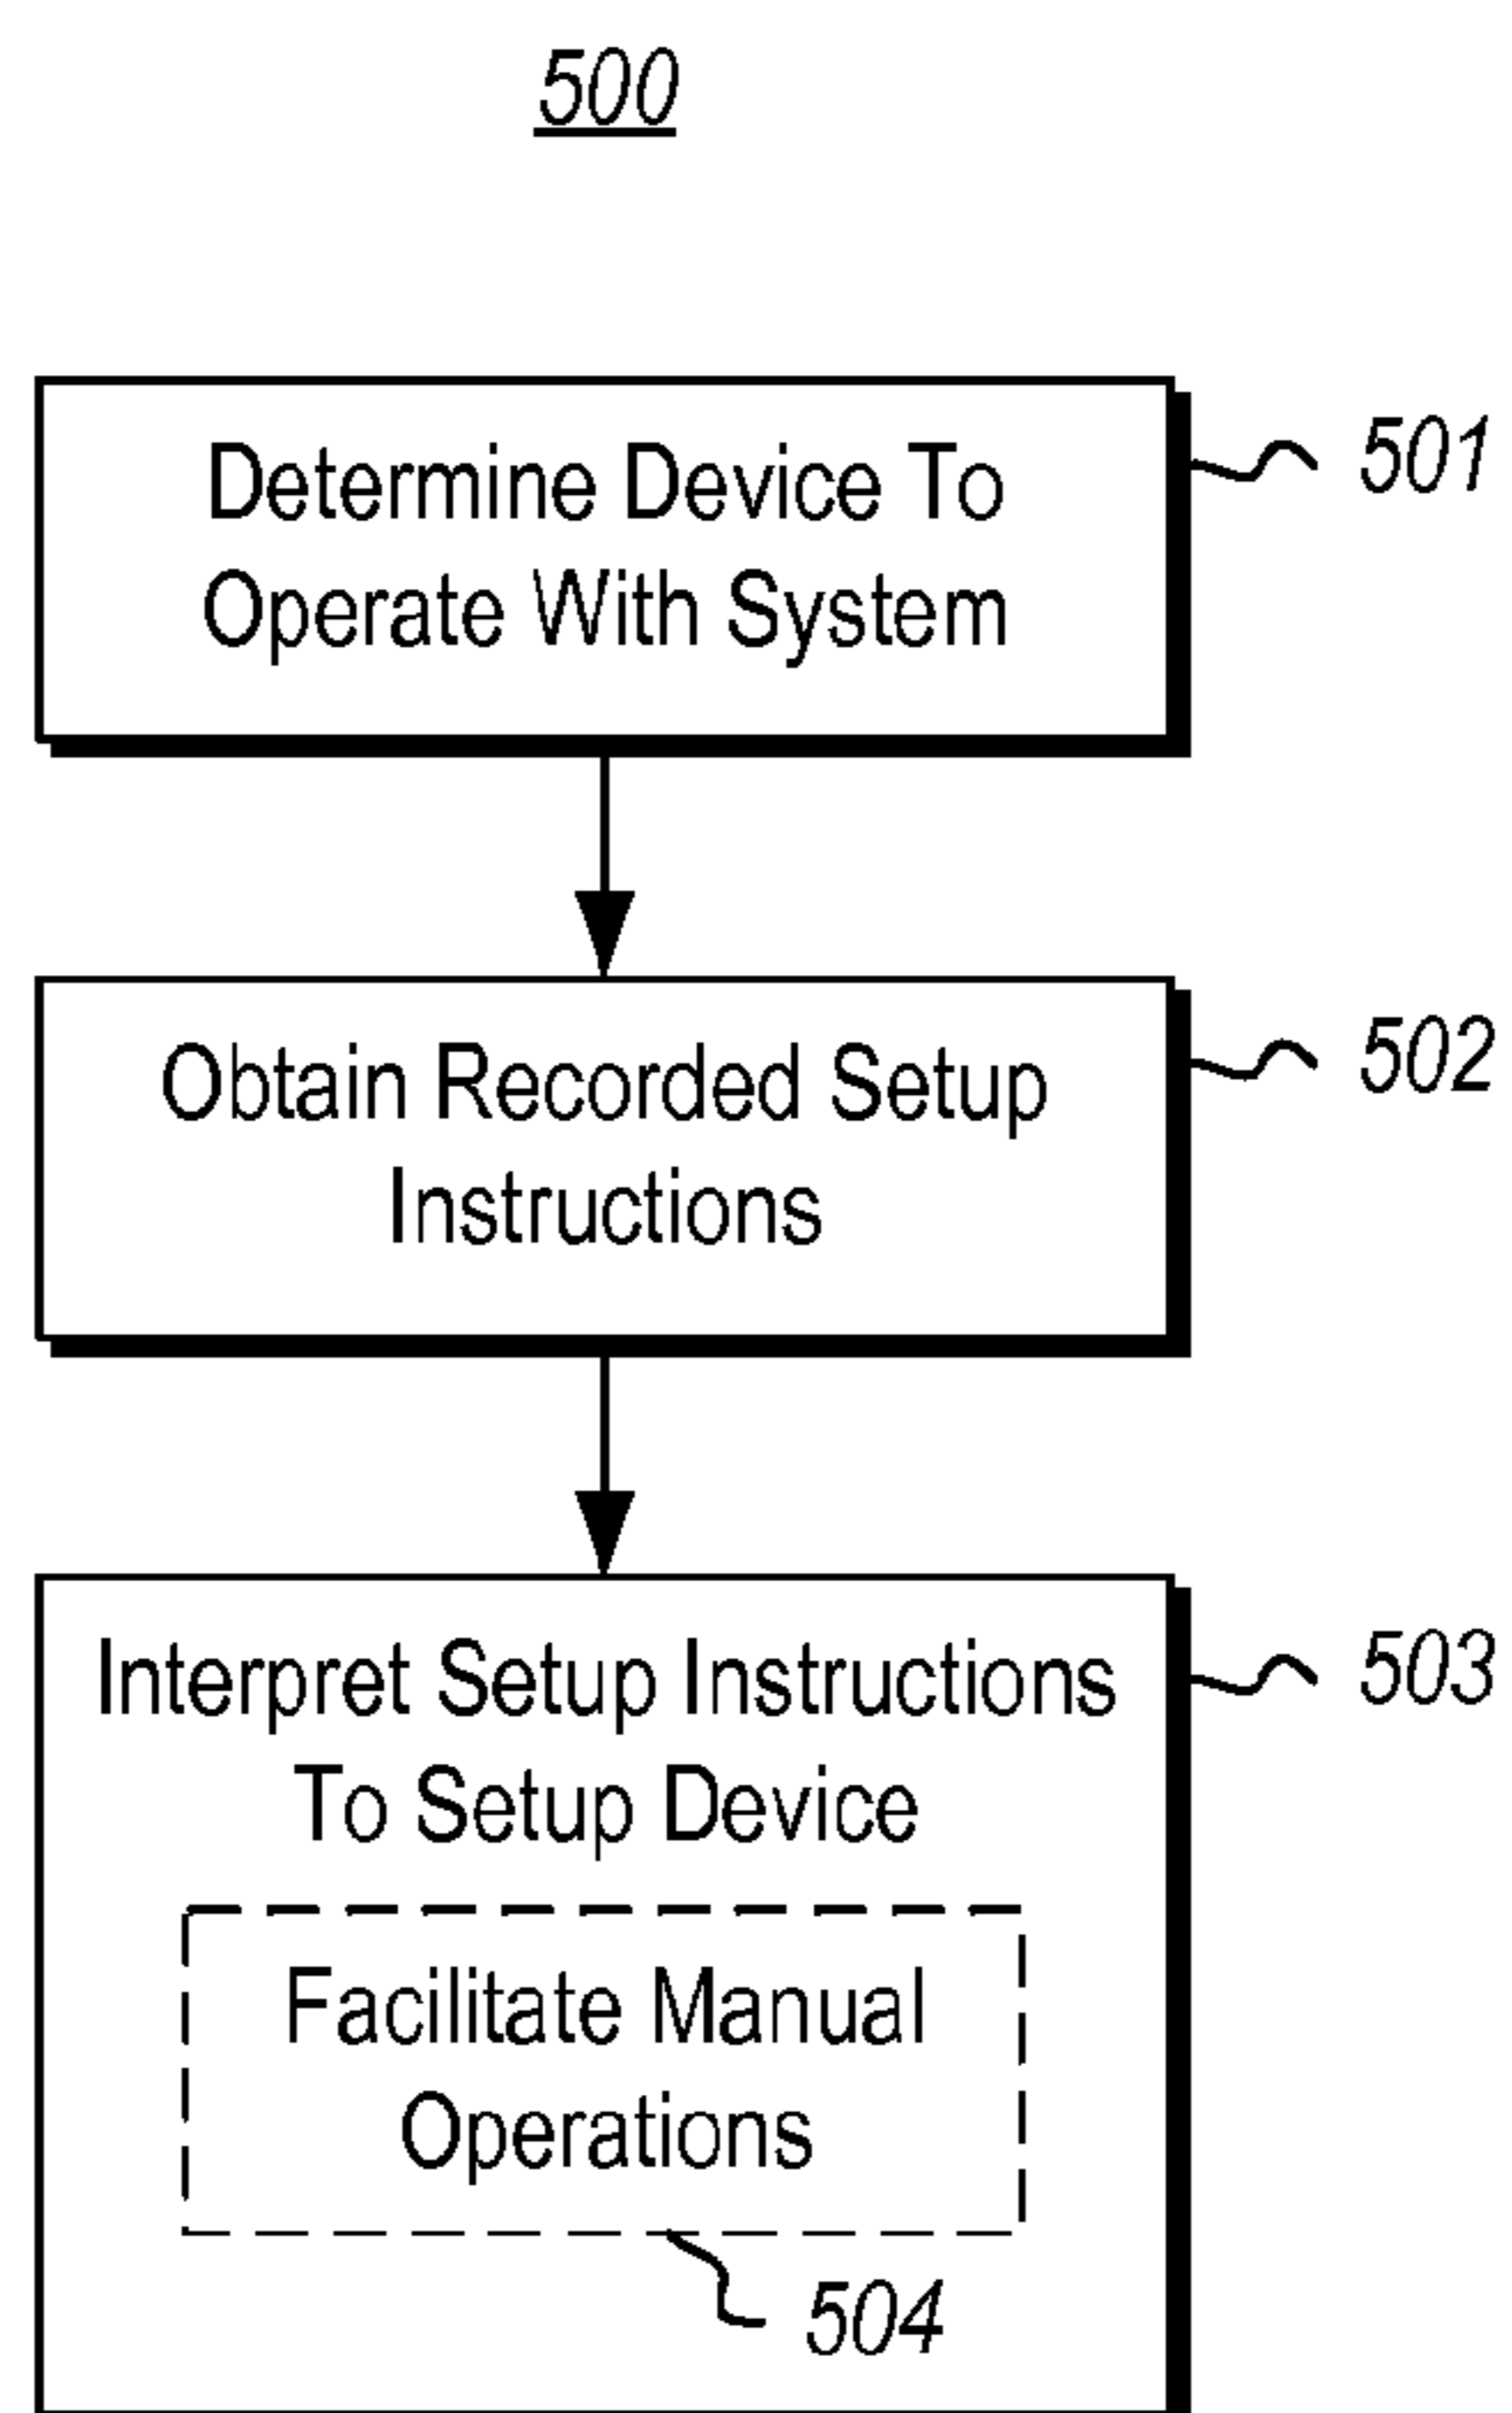 500
Determine Device To
Operate With System
501
Obtain Recorded Setup
Instructions
502
Interpret Setup Instructions
To Setup Device
503
Facilitate Manual
Operations
504